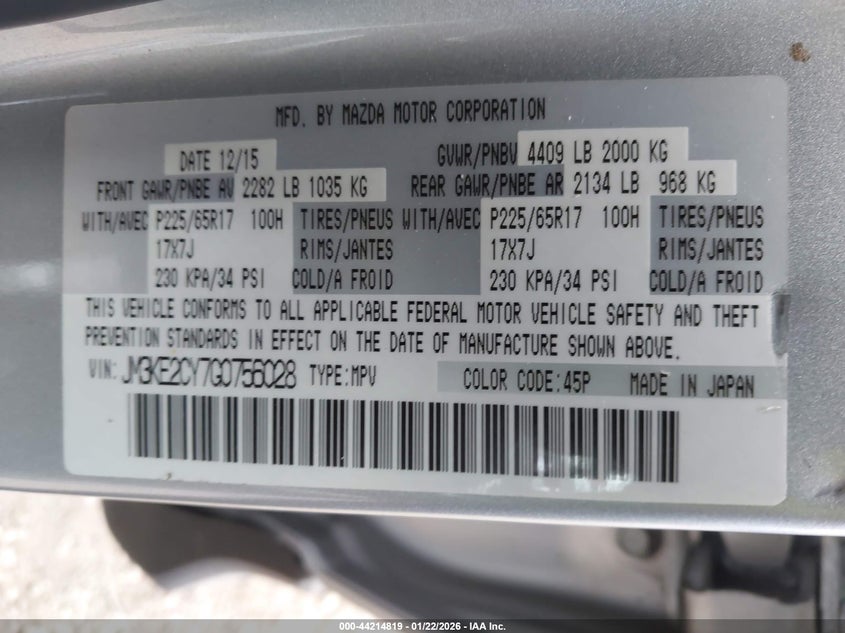 MFD. BY MAZDA MOTOR CORPORATION
DATE 12/15 GVWR/PNBV 4409 LB 2000 KG
FRONT GAWR/PNBE AV 2282 LB 1035 KG REAR GAWR/PNBE AR 2134 LB 968 KG
WITH/AVEC P225/65R17 100H TIRES/PNEUS WITH/AVEC P225/65R17 100H TIRES/PNEUS
17X7J RIMS/JANTES 17X7J RIMS/JANTES
230 KPA/34 PSI COLD/A FROID 230 KPA/34 PSI COLD/A FROID
THIS VEHICLE CONFORMS TO ALL APPLICABLE FEDERAL MOTOR VEHICLE SAFETY AND THEFT
PREVENTION STANDARDS IN EFFECT ON THE DATE OF MANUFACTURE SHOWN ABOVE.
VIN: JM3KE2CY7G0756028 TYPE:MPV COLOR CODE:45P MADE IN JAPAN
000-44214819 - 01/22/2026 - IAA Inc.